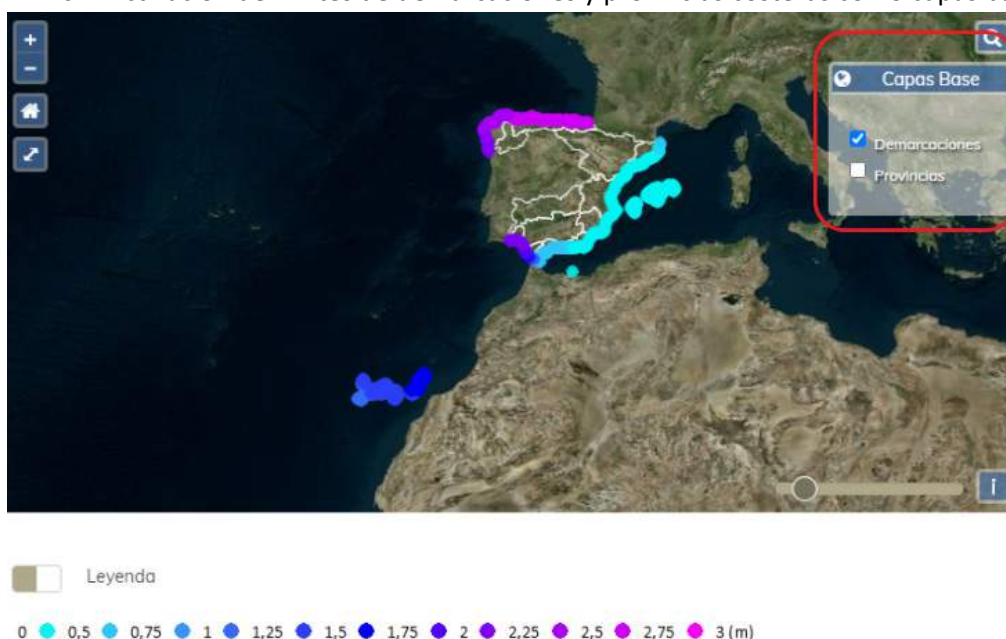 Capas Base
Demarcaciones
Provincias
Leyenda
0 0,5 0,75 1 1,25 1,5 1,75 2 2,25 2,5 2,75 3 (m)